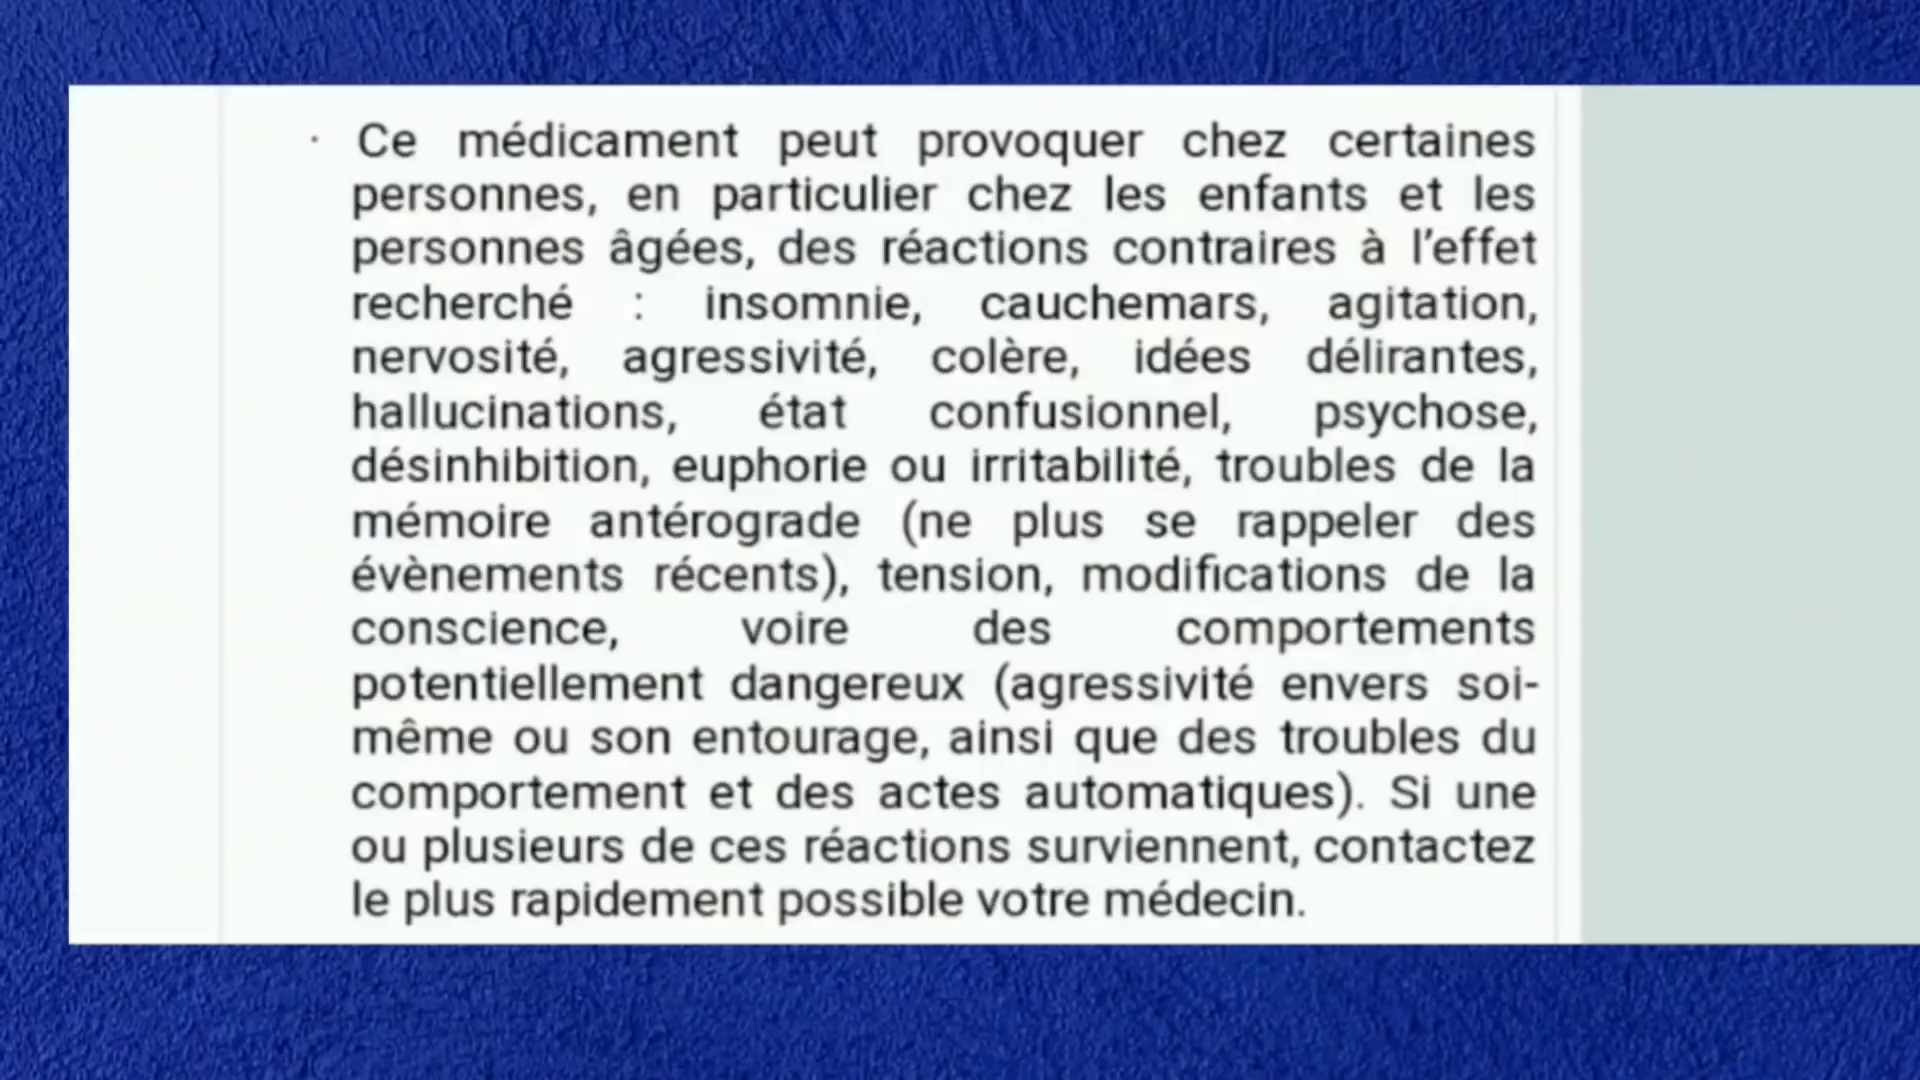 · Ce médicament peut provoquer chez certaines
personnes, en particulier chez les enfants et les
personnes âgées, des réactions contraires à l’effet
recherché : insomnie, cauchemars, agitation,
nervosité, agressivité, colère, idées délirantes,
hallucinations, état confusionnel, psychose,
désinhibition, euphorie ou irritabilité, troubles de la
mémoire antérograde (ne plus se rappeler des
évènements récents), tension, modifications de la
conscience, voire des comportements
potentiellement dangereux (agressivité envers soi-
même ou son entourage, ainsi que des troubles du
comportement et des actes automatiques). Si une
ou plusieurs de ces réactions surviennent, contactez
le plus rapidement possible votre médecin.